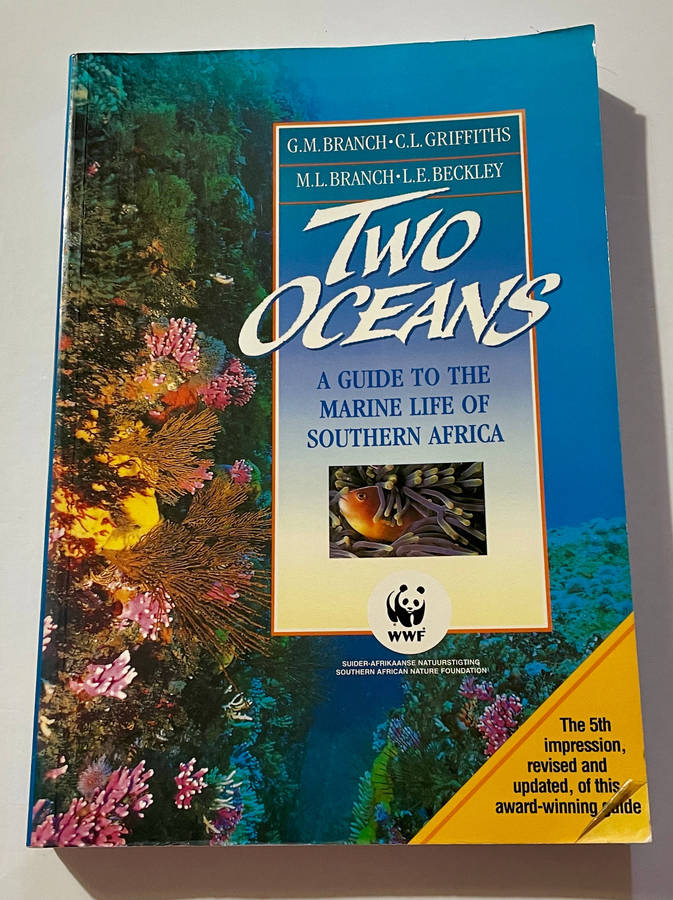 G.M. BRANCH • C.L. GRIFFITHS
M.L. BRANCH • L.E. BECKLEY
TWO
OCEANS
A GUIDE TO THE
MARINE LIFE OF
SOUTHERN AFRICA
WWF
SUIDER-AFRIKAANSE NATUURSTIGTING
SOUTHERN AFRICAN NATURE FOUNDATION
The 5th
impression,
revised and
updated, of this
award-winning guide